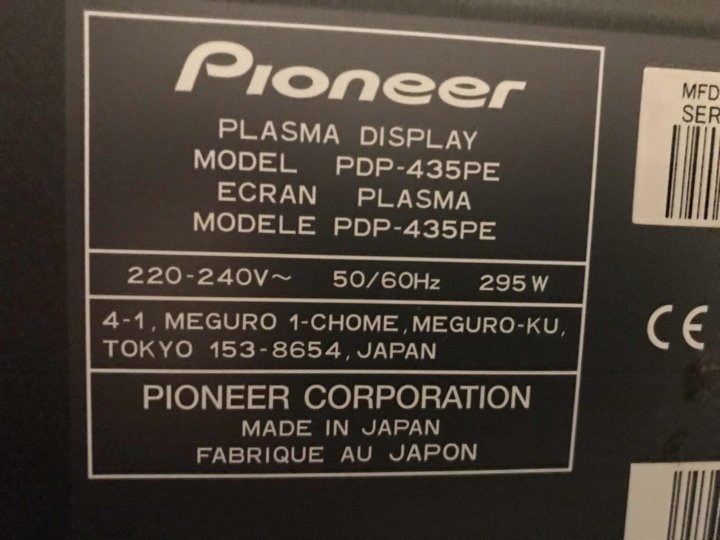 Pioneer
PLASMA DISPLAY
MODEL PDP-435PE
ECRAN PLASMA
MODELE PDP-435PE
220-240V~ 50/60Hz 295W
4-1, MEGURO 1-CHOME, MEGURO-KU,
TOKYO 153-8654, JAPAN
PIONEER CORPORATION
MADE IN JAPAN
FABRIQUE AU JAPON
MFD
SER
CE